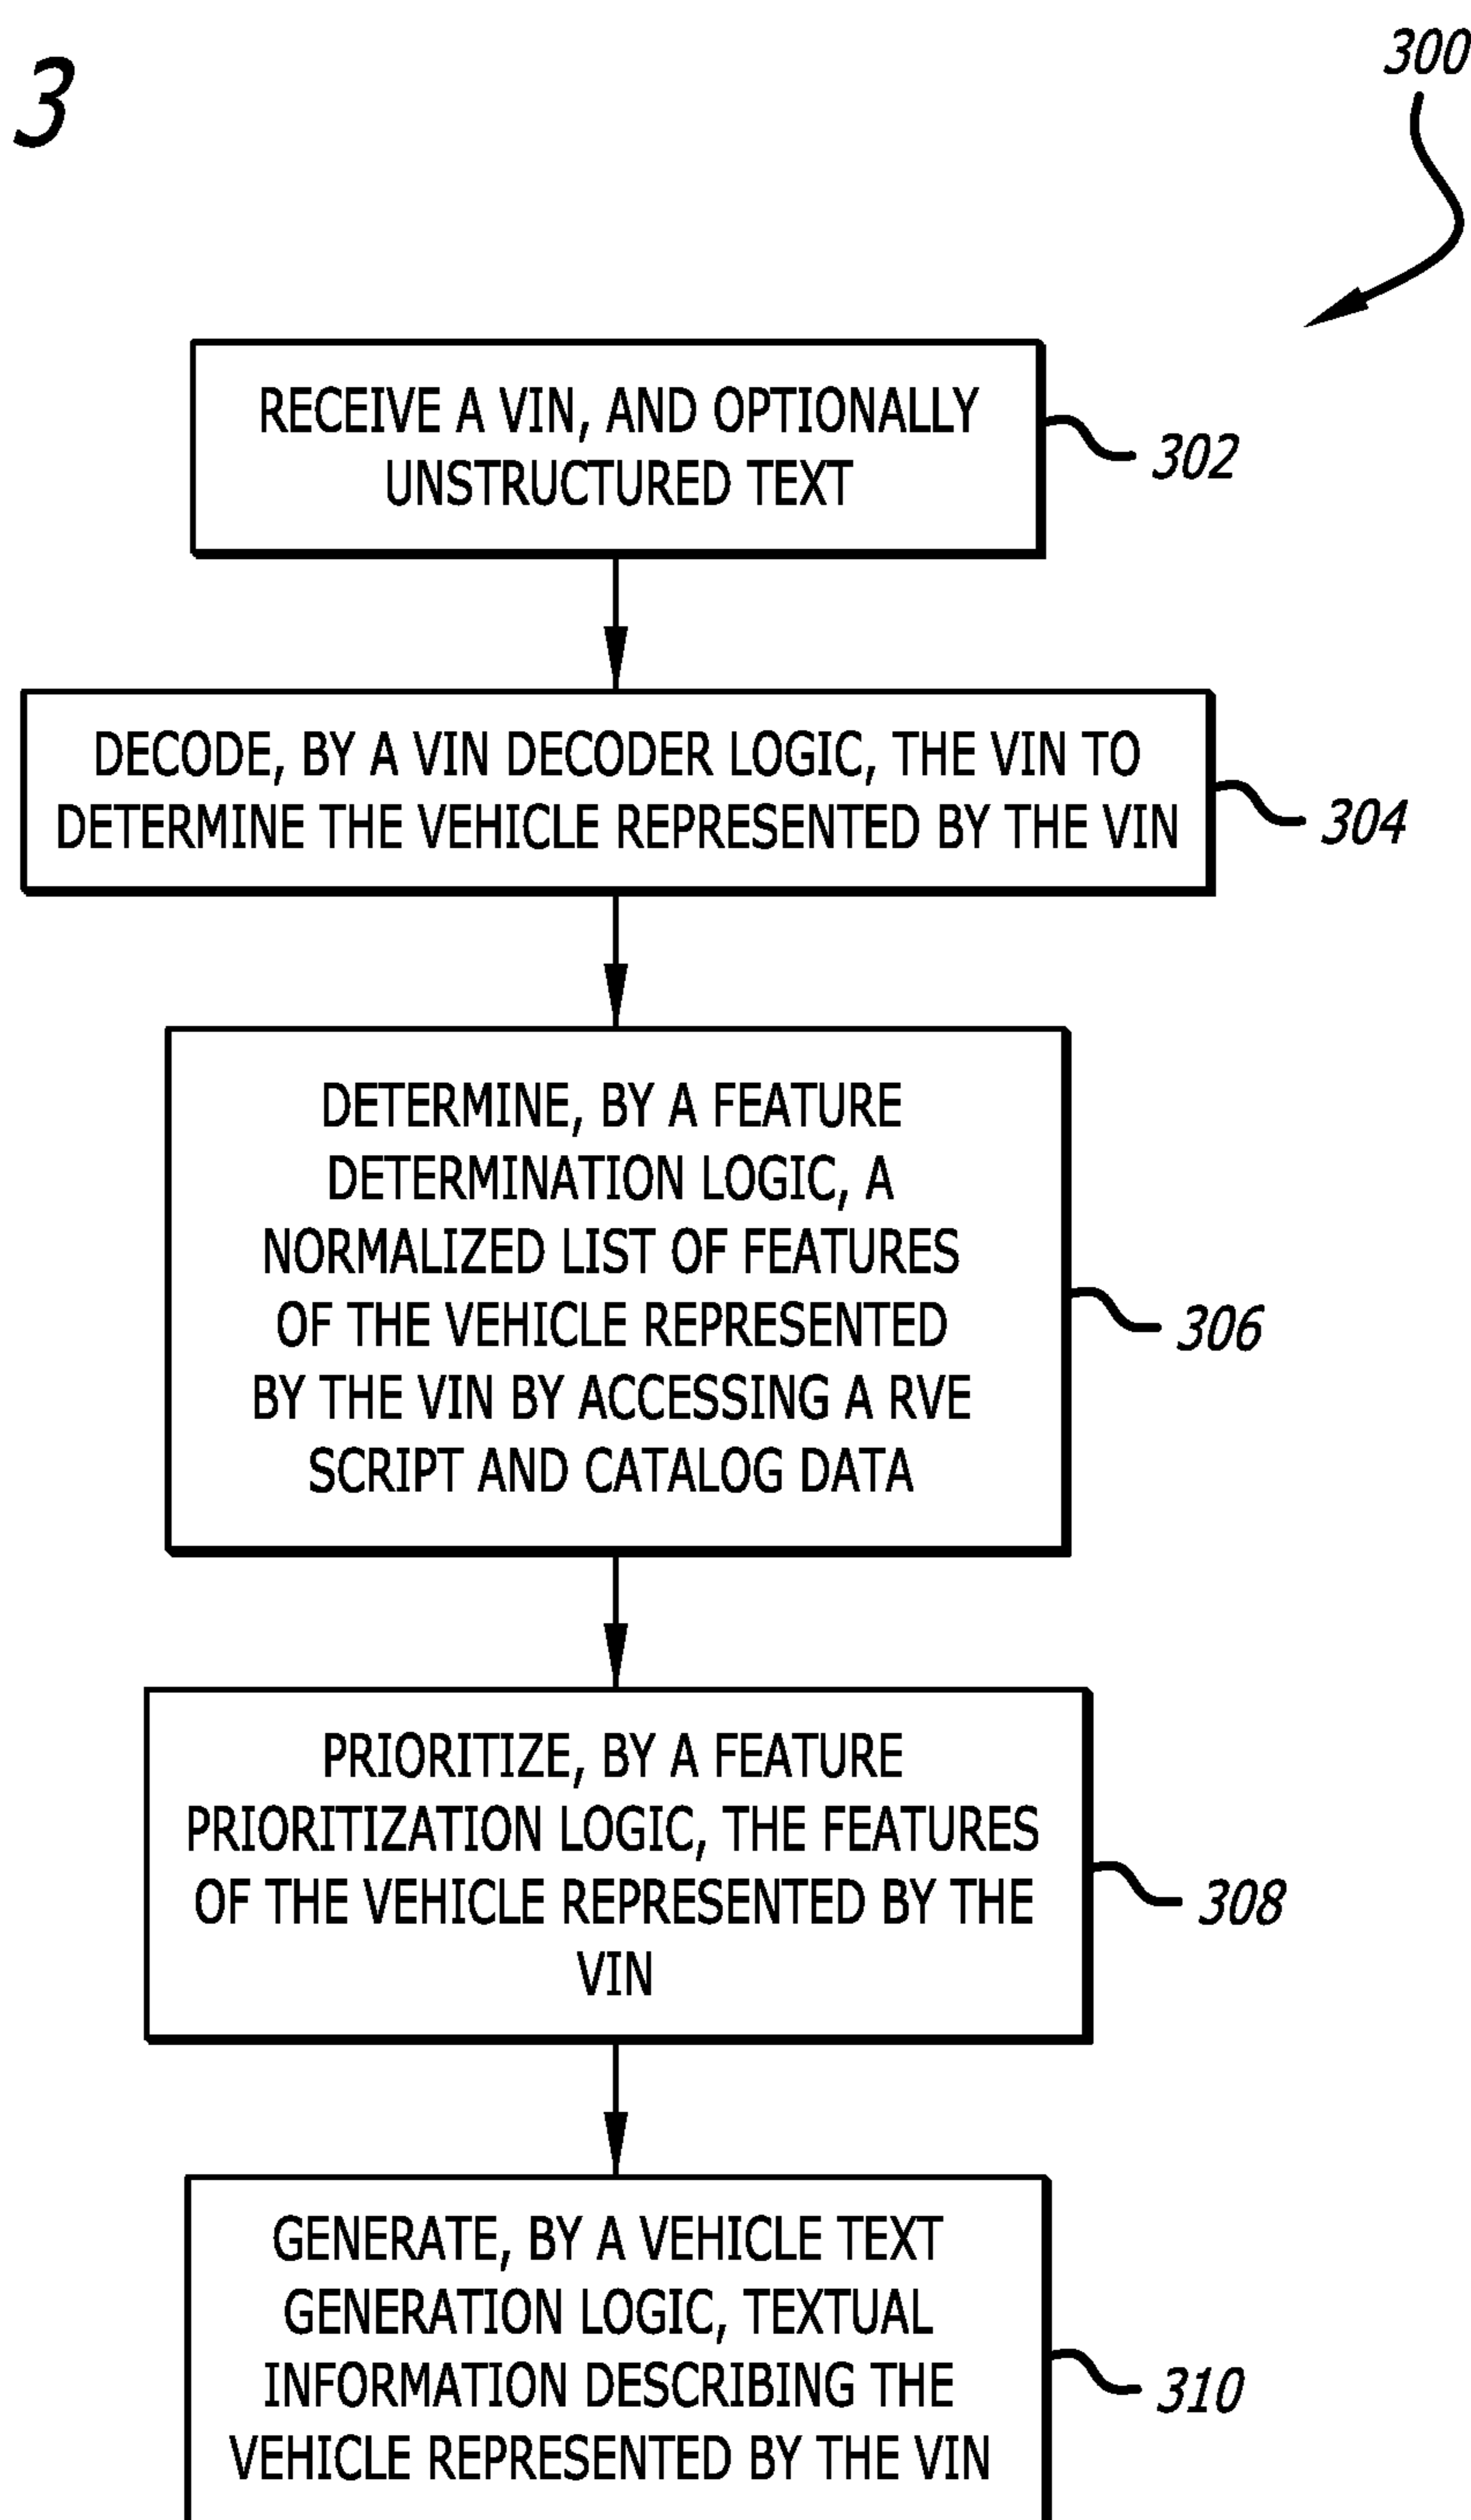 3
300
RECEIVE A VIN, AND OPTIONALLY
UNSTRUCTURED TEXT
302
DECODE, BY A VIN DECODER LOGIC, THE VIN TO
DETERMINE THE VEHICLE REPRESENTED BY THE VIN
304
DETERMINE, BY A FEATURE
DETERMINATION LOGIC, A
NORMALIZED LIST OF FEATURES
OF THE VEHICLE REPRESENTED
BY THE VIN BY ACCESSING A RVE
SCRIPT AND CATALOG DATA
306
PRIORITIZE, BY A FEATURE
PRIORITIZATION LOGIC, THE FEATURES
OF THE VEHICLE REPRESENTED BY THE
VIN
308
GENERATE, BY A VEHICLE TEXT
GENERATION LOGIC, TEXTUAL
INFORMATION DESCRIBING THE
VEHICLE REPRESENTED BY THE VIN
310